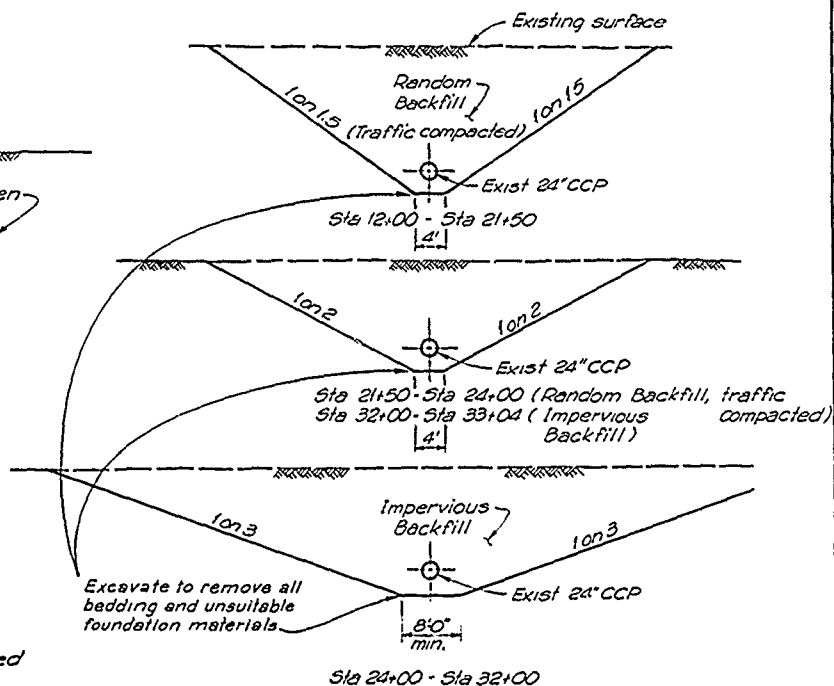 Existing surface
Random
Backfill
1 on 1.5
(Traffic compacted)
1 on 1.5
Exist 24" CCP
Sta 12+00 - Sta 21+50
4'
en
1 on 2
1 on 2
Exist 24" CCP
Sta 21+50 - Sta 24+00 (Random Backfill, traffic
Sta 32+00 - Sta 33+04 (Impervious compacted)
Backfill)
4'
Impervious
Backfill
1 on 3
1 on 3
Excavate to remove all
bedding and unsuitable
foundation materials
Exist 24" CCP
8'-0"
min.
ed
Sta 24+00 - Sta 32+00